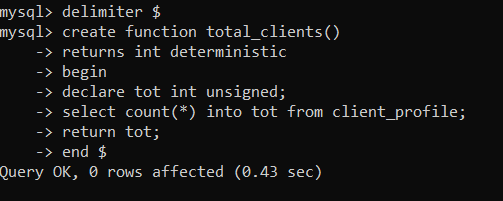 mysql> delimiter $
mysql> create function total_clients()
    -> returns int deterministic
    -> begin
    -> declare tot int unsigned;
    -> select count(*) into tot from client_profile;
    -> return tot;
    -> end $
Query OK, 0 rows affected (0.43 sec)